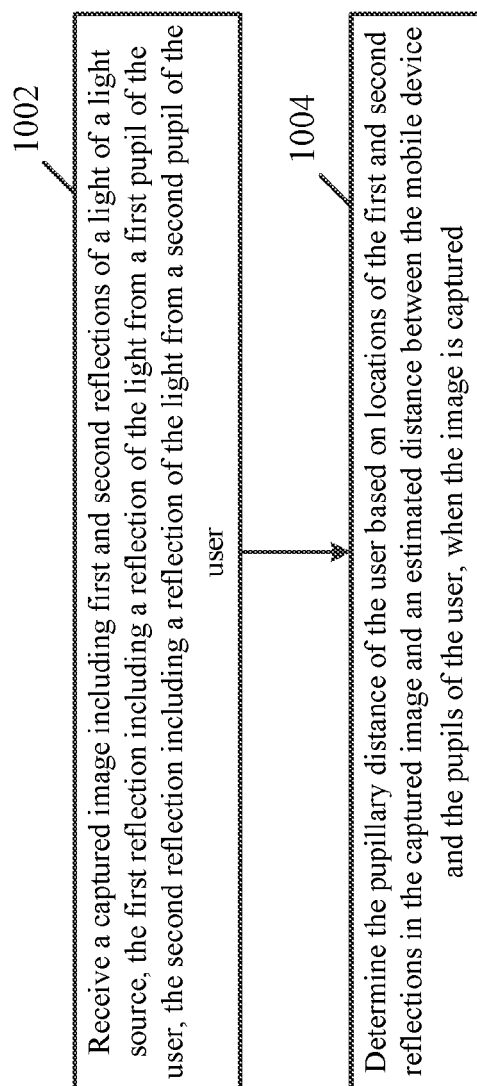 1002
Receive a captured image including first and second reflections of a light of a light
source, the first reflection including a reflection of the light from a first pupil of the
user, the second reflection including a reflection of the light from a second pupil of the
user
1004
Determine the pupillary distance of the user based on locations of the first and second
reflections in the captured image and an estimated distance between the mobile device
and the pupils of the user, when the image is captured